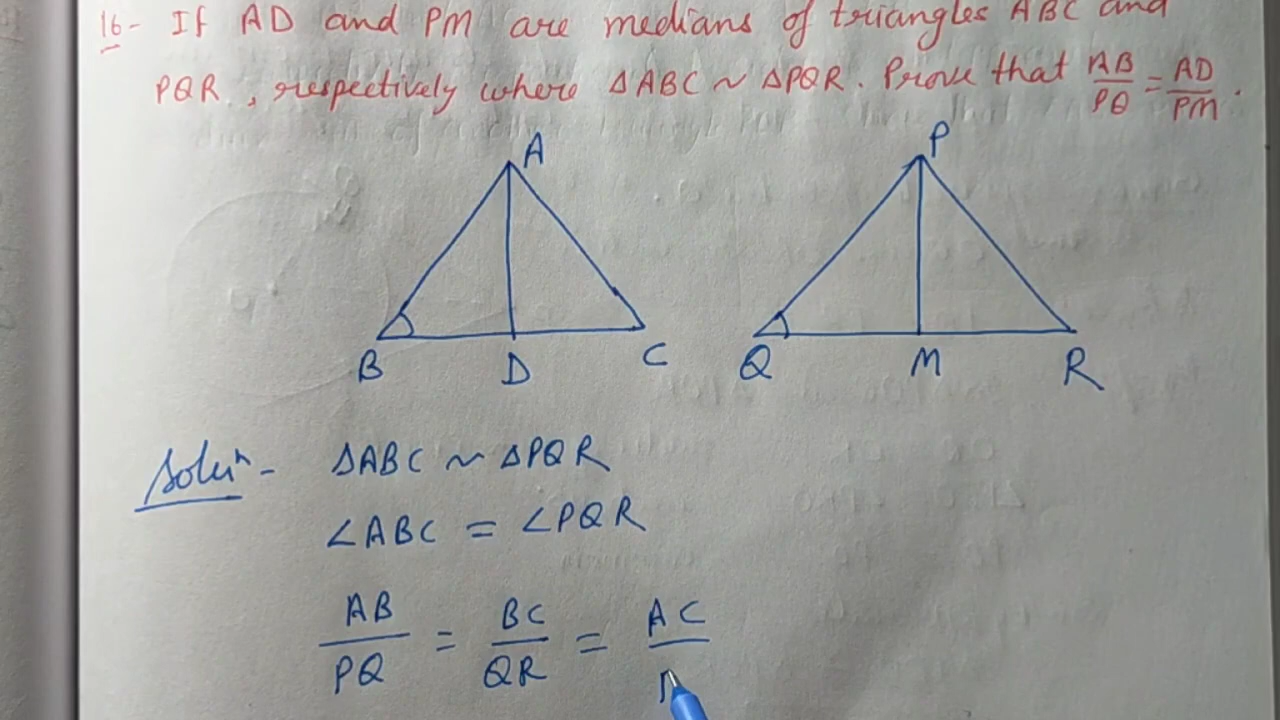 16- If AD and PM are medians of triangles ABC and
PQR, respectively where ΔABC ~ ΔPQR. Prove that AB/PQ = AD/PM.
A
P
B
D
C
Q
M
R
Soluⁿ- ΔABC ~ ΔPQR
∠ABC = ∠PQR
AB/PQ = BC/QR = AC/